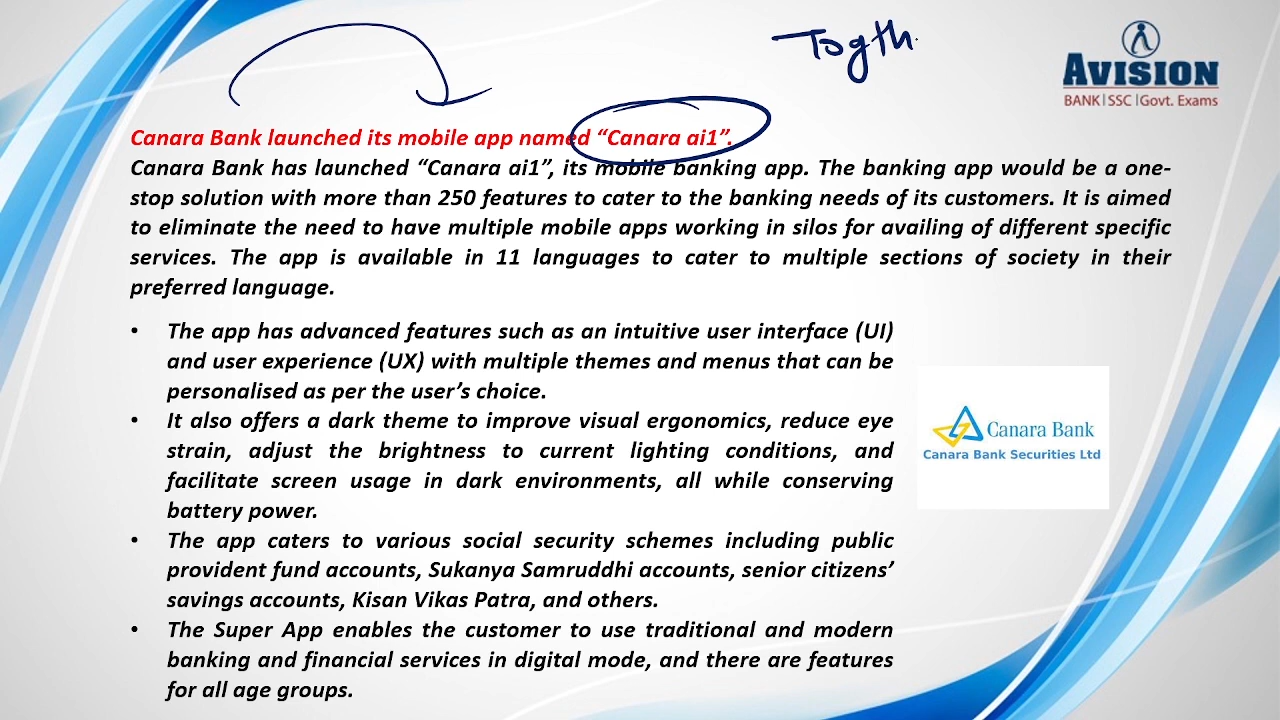 Togth.
AVISION
BANK|SSC|Govt. Exams
Canara Bank launched its mobile app named “Canara ai1”.
Canara Bank has launched “Canara ai1”, its mobile banking app. The banking app would be a one-
stop solution with more than 250 features to cater to the banking needs of its customers. It is aimed
to eliminate the need to have multiple mobile apps working in silos for availing of different specific
services. The app is available in 11 languages to cater to multiple sections of society in their
preferred language.
• The app has advanced features such as an intuitive user interface (UI)
and user experience (UX) with multiple themes and menus that can be
personalised as per the user’s choice.
• It also offers a dark theme to improve visual ergonomics, reduce eye
strain, adjust the brightness to current lighting conditions, and
facilitate screen usage in dark environments, all while conserving
battery power.
• The app caters to various social security schemes including public
provident fund accounts, Sukanya Samruddhi accounts, senior citizens’
savings accounts, Kisan Vikas Patra, and others.
• The Super App enables the customer to use traditional and modern
banking and financial services in digital mode, and there are features
for all age groups.
Canara Bank
Canara Bank Securities Ltd